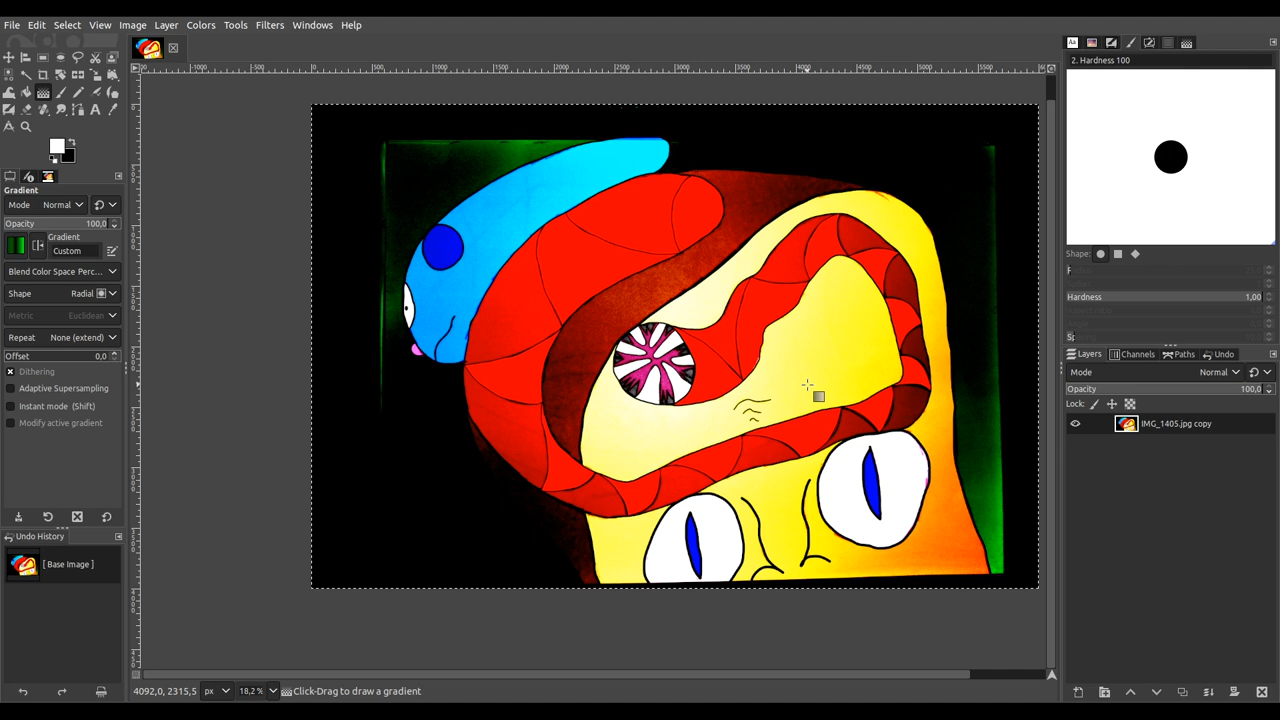 File Edit Select View Image Layer Colors Tools Filters Windows Help
2. Hardness 100
Gradient
Mode Normal
Opacity 100,0
Gradient
Custom
Blend Color Space Perc...
Shape Radial
Metric Euclidean
Repeat None (extend)
Offset 0,0
Dithering
Adaptive Supersampling
Instant mode (Shift)
Modify active gradient
Undo History
[ Base Image ]
Shape:
Hardness 1,00
Layers Channels Paths Undo
Mode Normal
Opacity 100,0
Lock:
IMG_1405.jpg copy
4092,0, 2315,5 px 18,2 % Click-Drag to draw a gradient